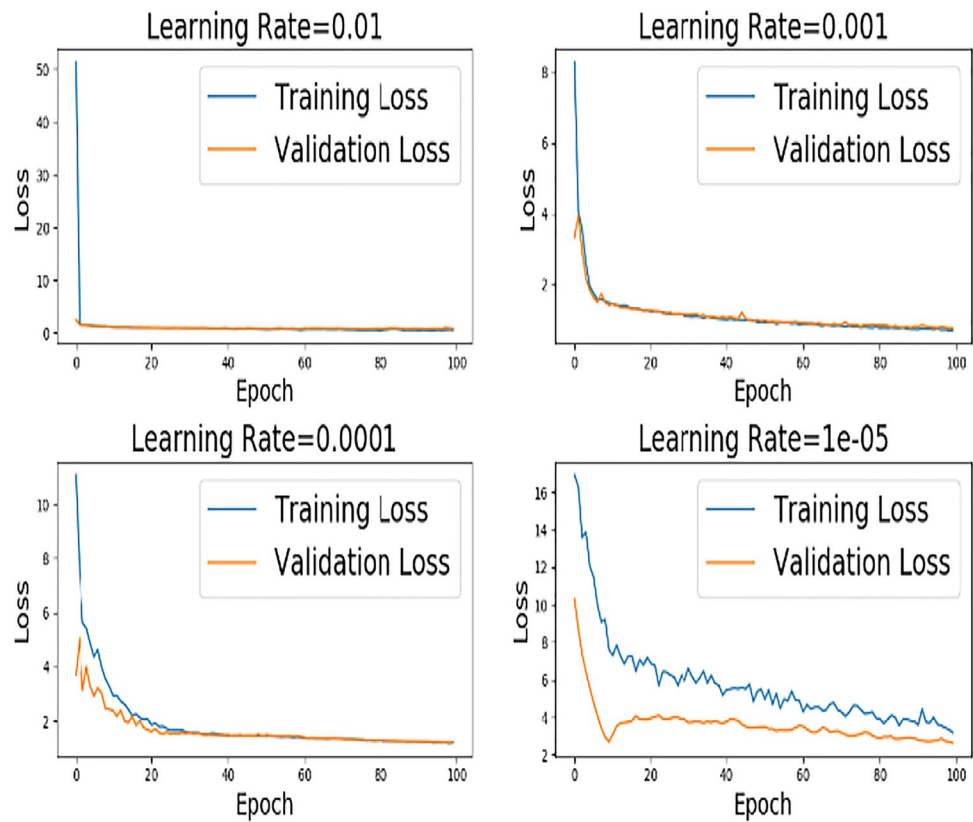 Learning Rate=0.01
50
40
30
20
10
0
Loss
Training Loss
Validation Loss
0 20 40 60 80 100
Epoch
Learning Rate=0.001
8
6
4
2
Loss
Training Loss
Validation Loss
0 20 40 60 80 100
Epoch
Learning Rate=0.0001
10
8
6
4
2
Loss
Training Loss
Validation Loss
0 20 40 60 80 100
Epoch
Learning Rate=1e-05
16
14
12
10
8
6
4
2
Loss
Training Loss
Validation Loss
0 20 40 60 80 100
Epoch